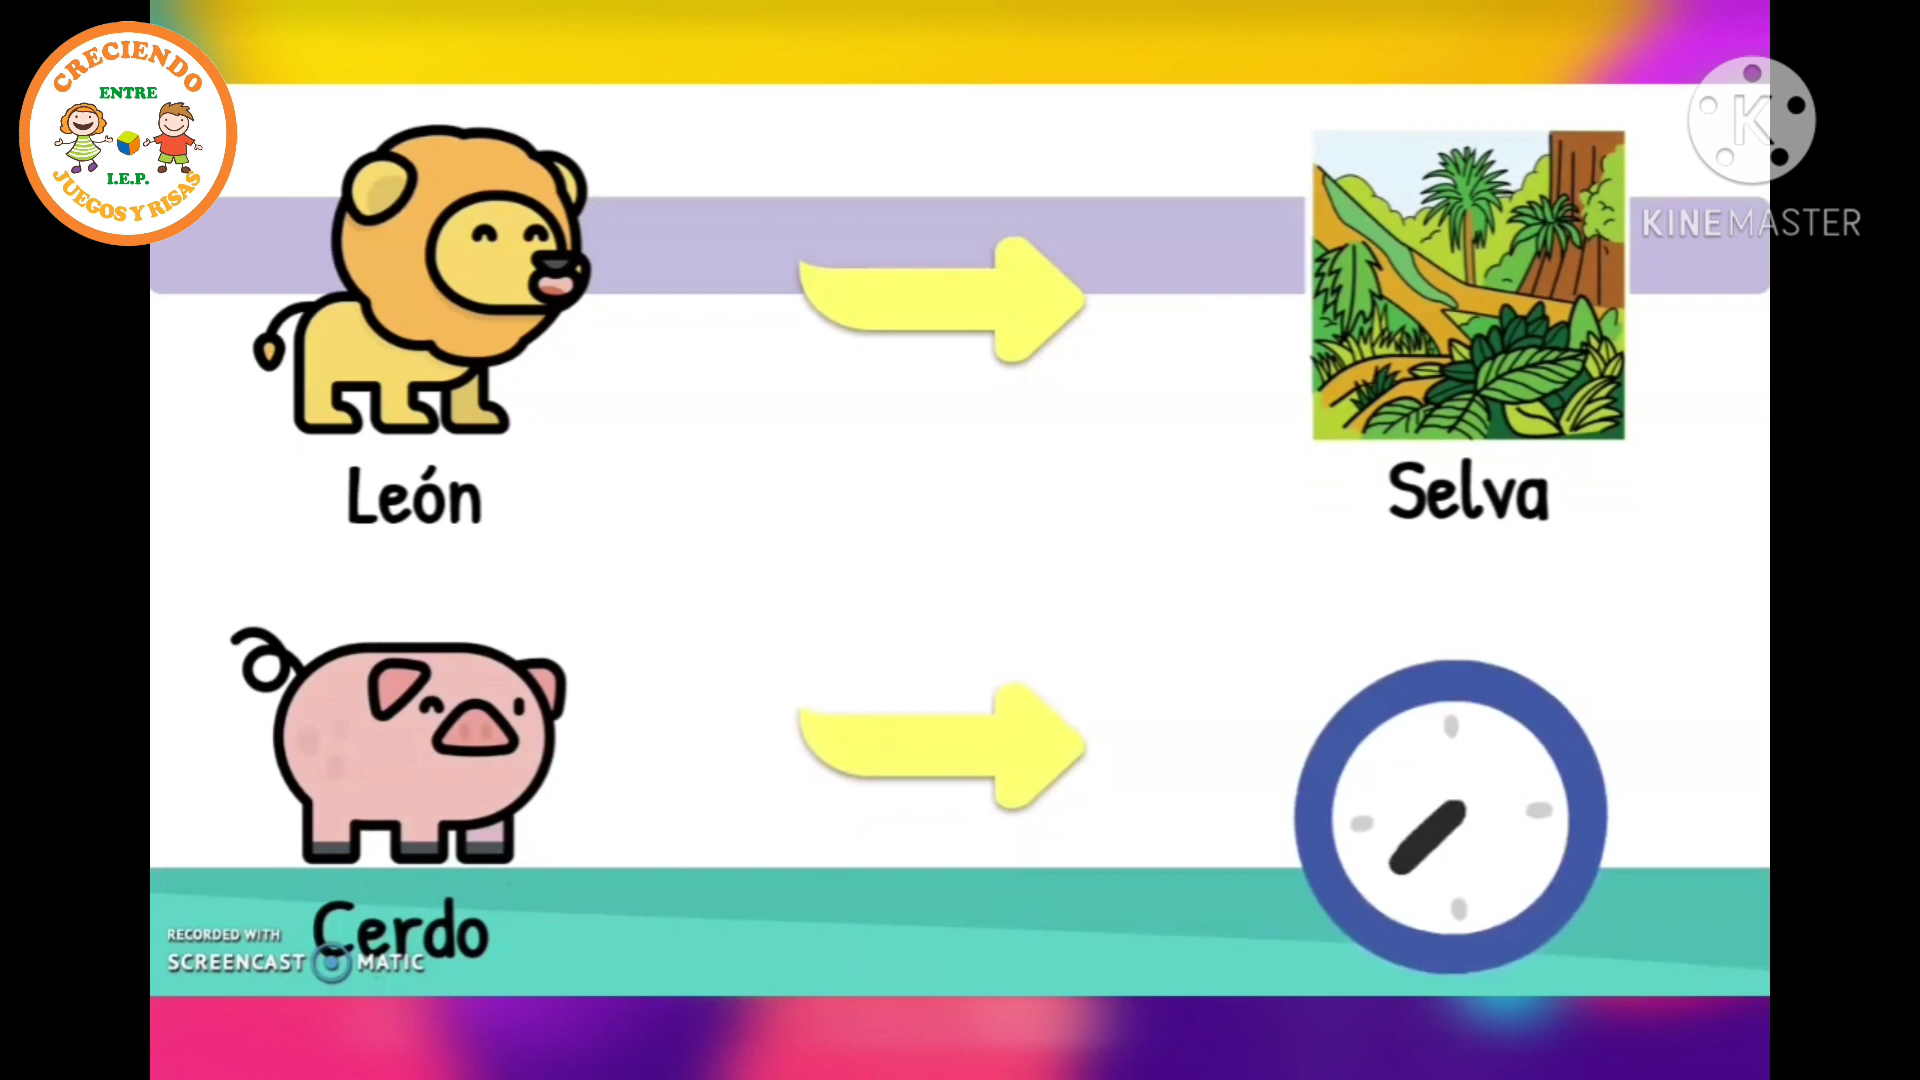 CRECIENDO
ENTRE
I.E.P.
JUEGOS Y RISAS
K
KINEMASTER
León
Selva
Cerdo
RECORDED WITH
SCREENCAST MATIC